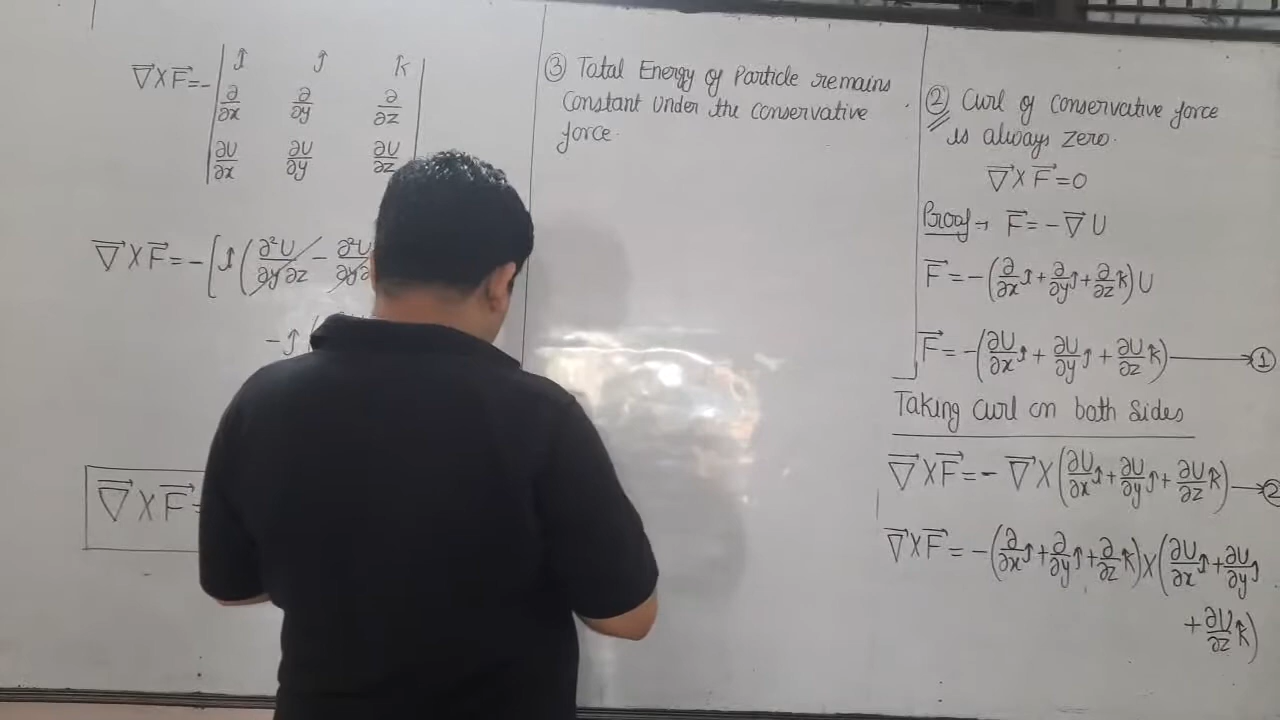 ∇⃗ X F⃗ = - | î ĵ k̂ |
| ∂/∂x ∂/∂y ∂/∂z |
| ∂U/∂x ∂U/∂y ∂U/∂z |
∇⃗ X F⃗ = - [ î ( ∂²U/∂y∂z - ∂²U/∂y
- ĵ (
∇⃗ X F⃗ =
③ Total Energy of Particle remains
Constant under the conservative
force.
② Curl of conservative force
is always zero.
∇⃗ X F⃗ = 0
Proof → F⃗ = - ∇⃗ U
F⃗ = - ( ∂/∂x î + ∂/∂y ĵ + ∂/∂z k̂ ) U
F⃗ = - ( ∂U/∂x î + ∂U/∂y ĵ + ∂U/∂z k̂ ) → ①
Taking curl on both sides
∇⃗ X F⃗ = - ∇⃗ X ( ∂U/∂x î + ∂U/∂y ĵ + ∂U/∂z k̂ ) → ②
∇⃗ X F⃗ = - ( ∂/∂x î + ∂/∂y ĵ + ∂/∂z k̂ ) X ( ∂U/∂x î + ∂U/∂y ĵ
+ ∂U/∂z k̂ )